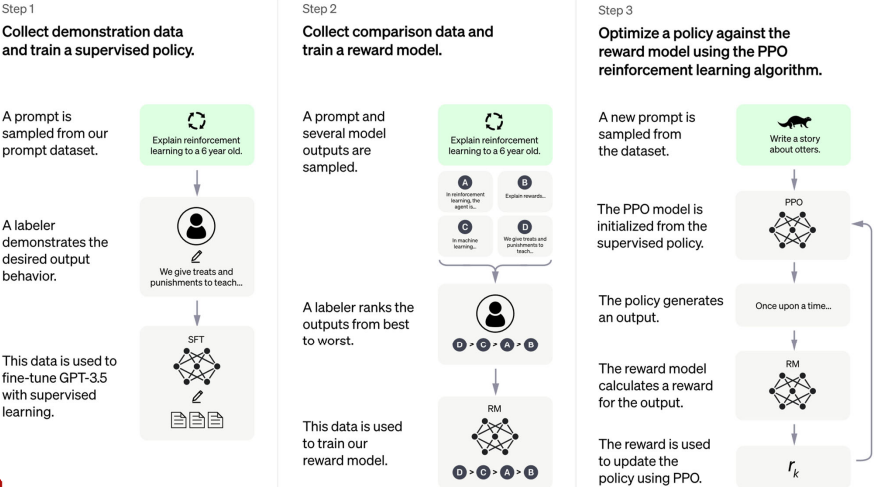 Step 1
Collect demonstration data
and train a supervised policy.
A prompt is
sampled from our
prompt dataset.
Explain reinforcement
learning to a 6 year old.
A labeler
demonstrates the
desired output
behavior.
We give treats and
punishments to teach...
This data is used to
fine-tune GPT-3.5
with supervised
learning.
SFT
Step 2
Collect comparison data and
train a reward model.
A prompt and
several model
outputs are
sampled.
Explain reinforcement
learning to a 6 year old.
A
In reinforcement
learning, the
agent is...
B
Explain rewards...
C
In machine
learning...
D
We give treats and
punishments to
teach...
A labeler ranks the
outputs from best
to worst.
D > C > A > B
This data is used
to train our
reward model.
RM
D > C > A > B
Step 3
Optimize a policy against the
reward model using the PPO
reinforcement learning algorithm.
A new prompt is
sampled from
the dataset.
Write a story
about otters.
The PPO model is
initialized from the
supervised policy.
PPO
The policy generates
an output.
Once upon a time...
The reward model
calculates a reward
for the output.
RM
The reward is used
to update the
policy using PPO.
rₖ